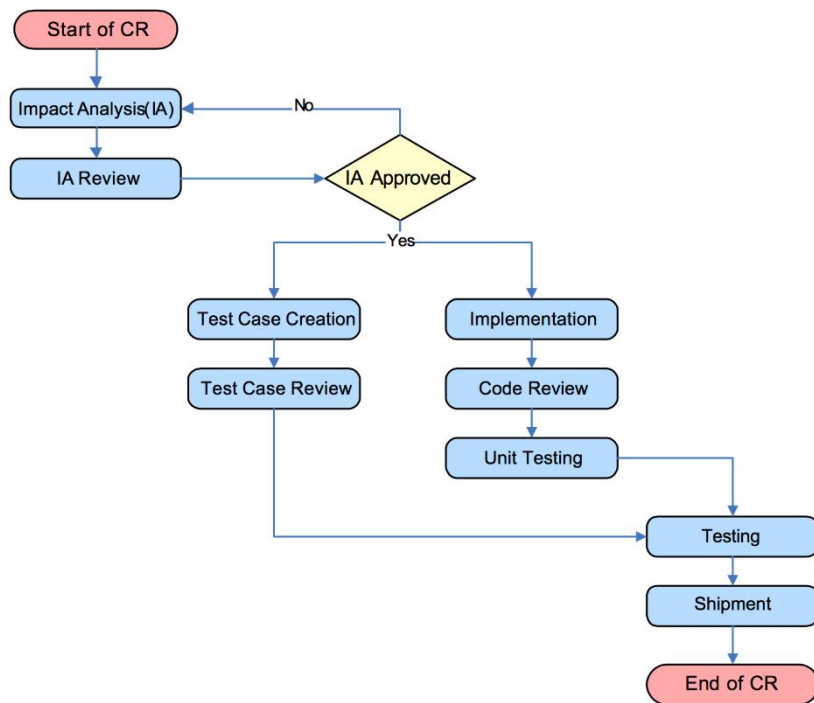 Start of CR
Impact Analysis(IA)
No
IA Review
IA Approved
Yes
Test Case Creation
Implementation
Test Case Review
Code Review
Unit Testing
Testing
Shipment
End of CR